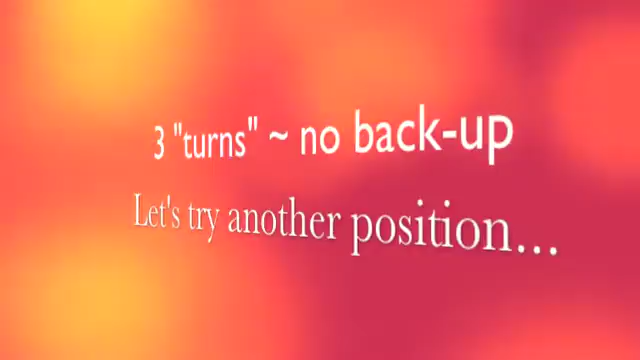 3 "turns" ~ no back-up
Let's try another position...